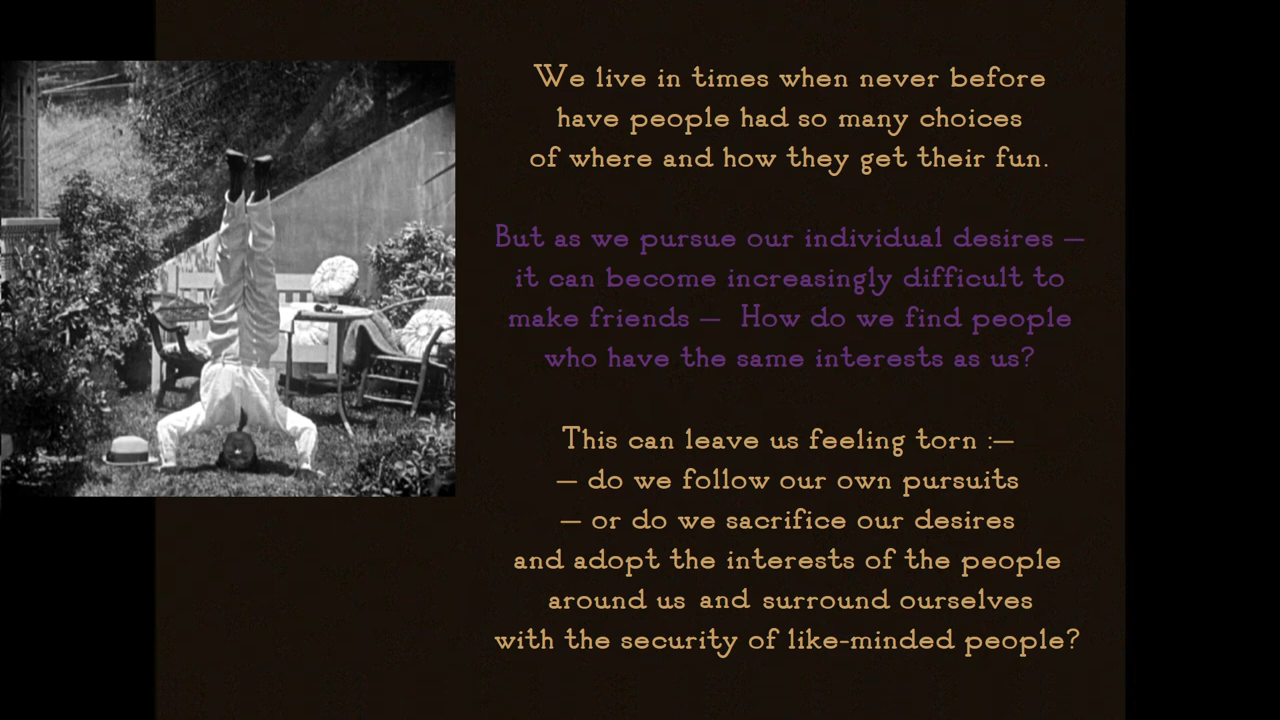 We live in times when never before
have people had so many choices
of where and how they get their fun.
But as we pursue our individual desires —
it can become increasingly difficult to
make friends — How do we find people
who have the same interests as us?
This can leave us feeling torn :—
— do we follow our own pursuits
— or do we sacrifice our desires
and adopt the interests of the people
around us and surround ourselves
with the security of like-minded people?